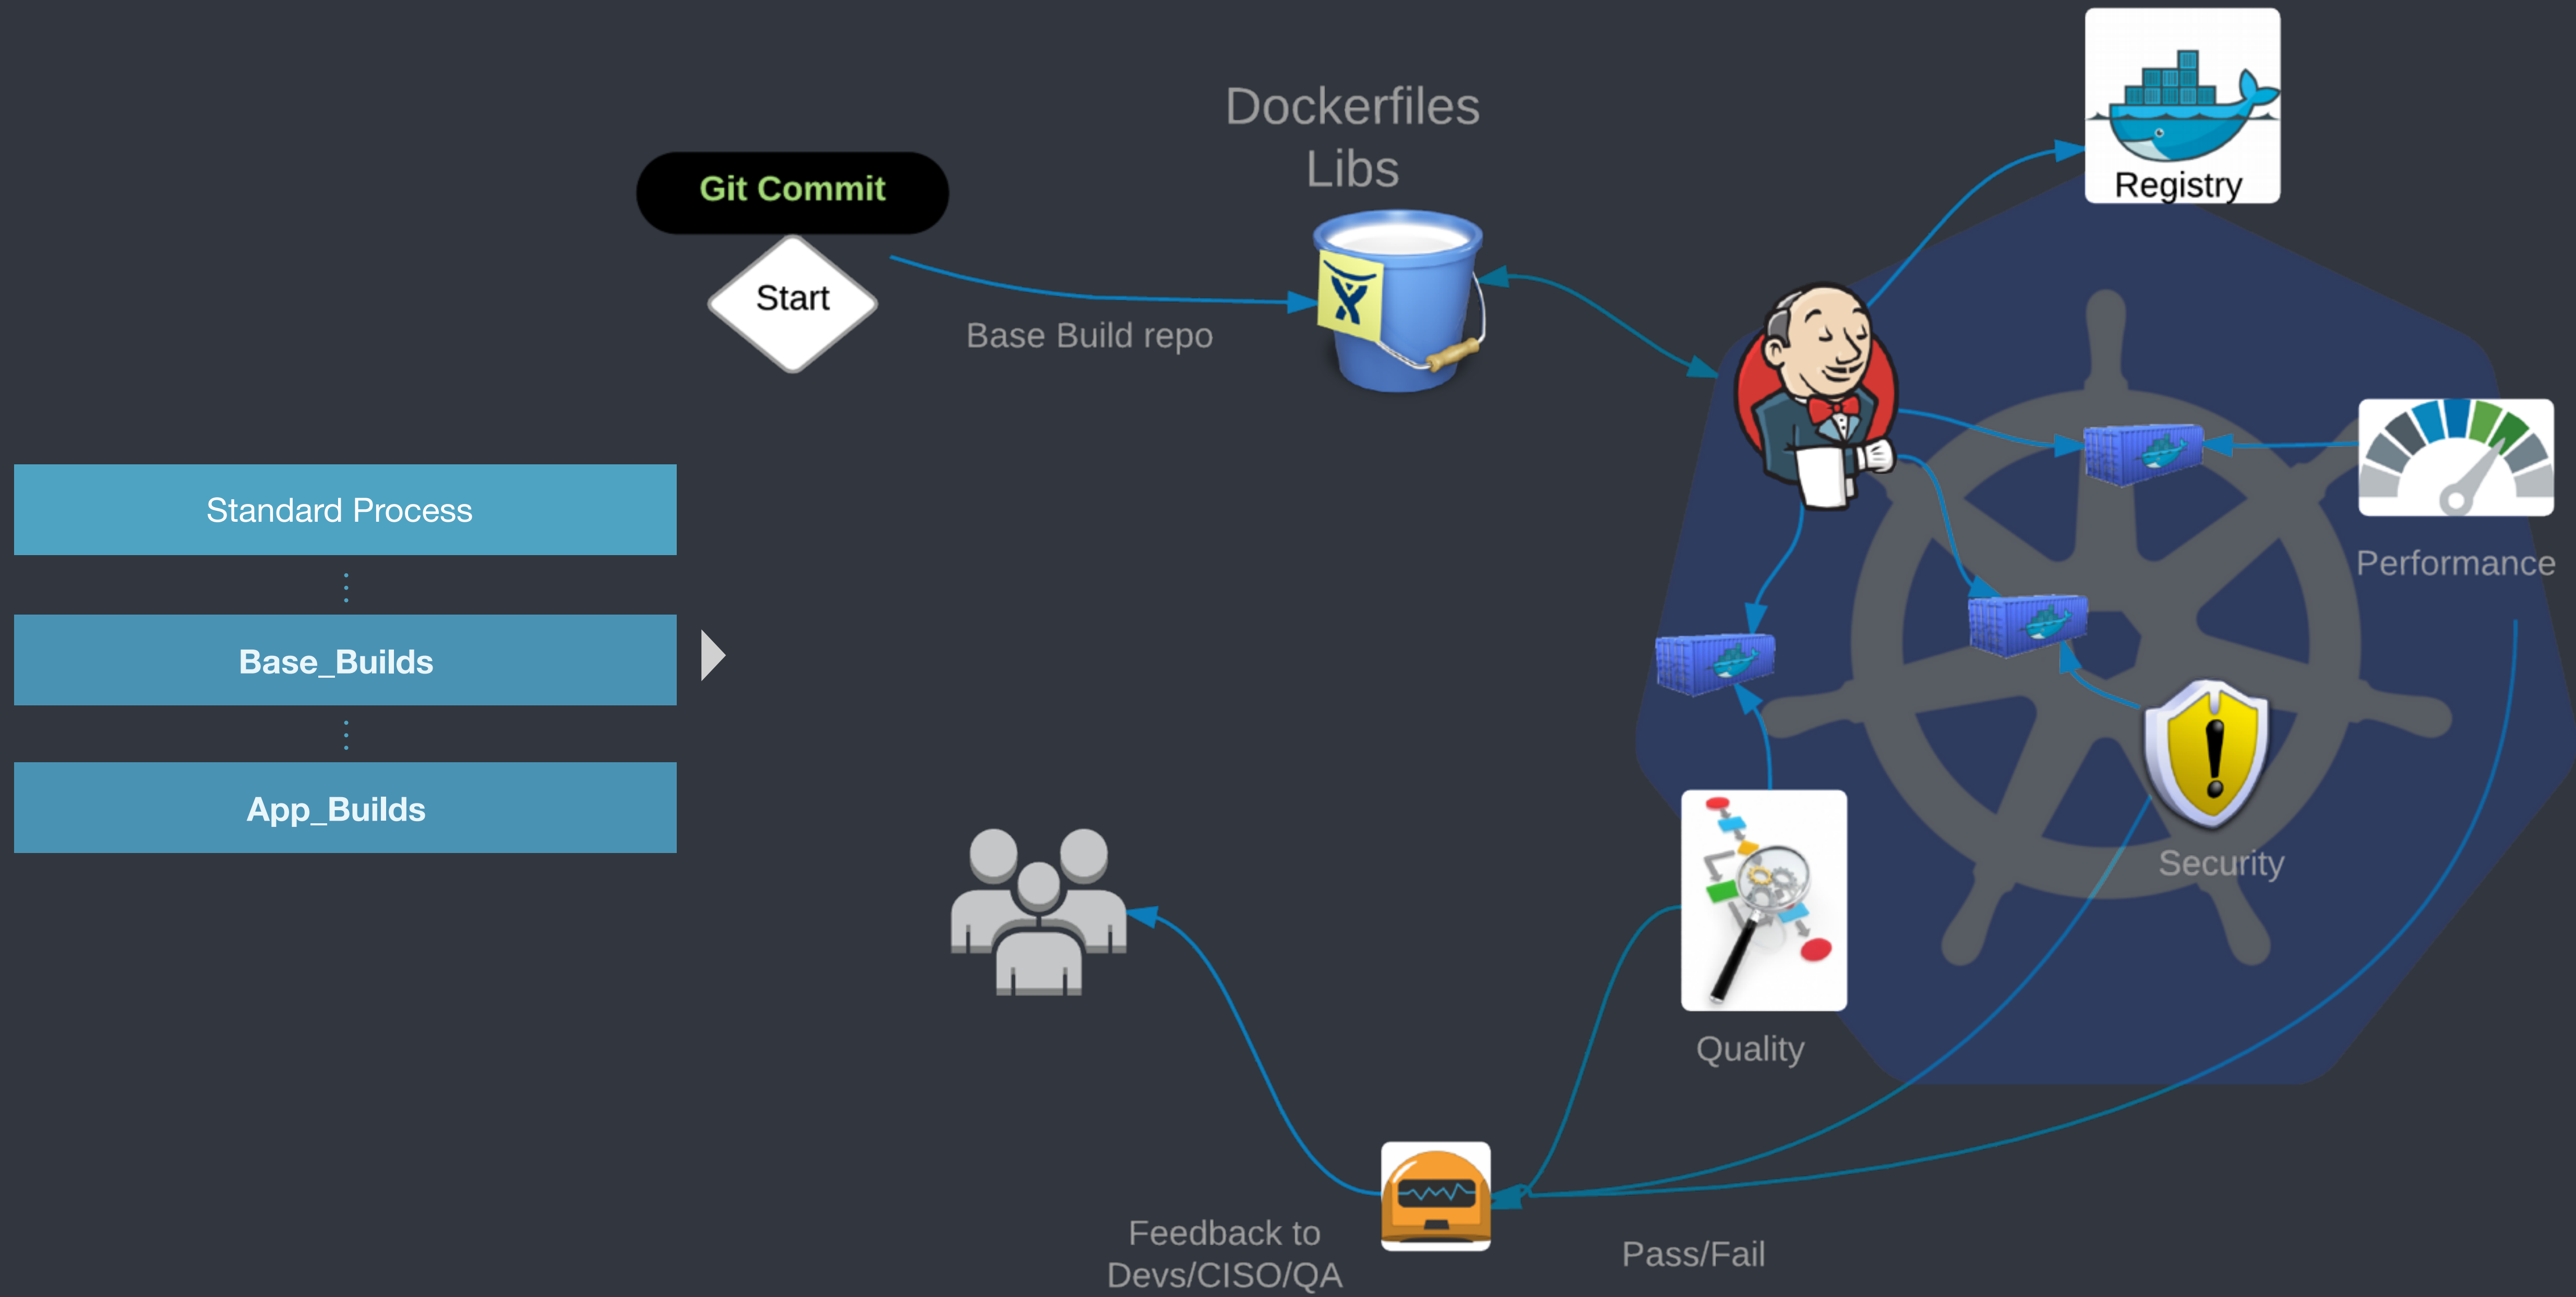 Dockerfiles
Libs
Git Commit
Start
Base Build repo
Registry
Standard Process
Base_Builds
App_Builds
Performance
Security
Quality
Feedback to
Devs/CISO/QA
Pass/Fail